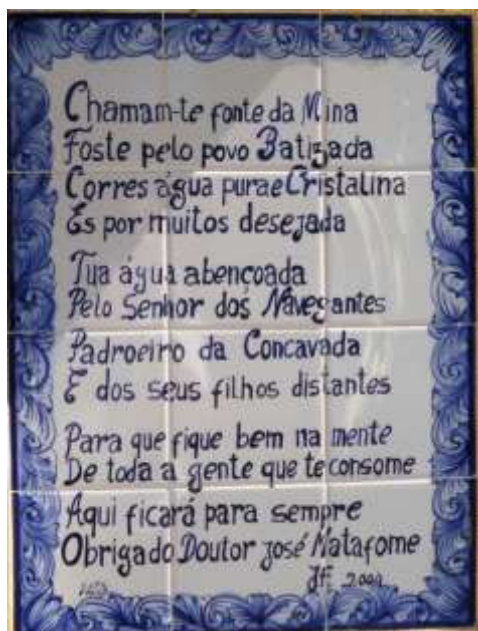 Chamam-te fonte da Mina
Foste pelo povo Batizada
Corres água pura e Cristalina
És por muitos desejada
Tua água abençoada
Pelo Senhor dos Navegantes
Padroeiro da Concavada
E dos seus filhos distantes
Para que fique bem na mente
De toda a gente que te consome
Aqui ficará para sempre
Obrigado Doutor José Matafome